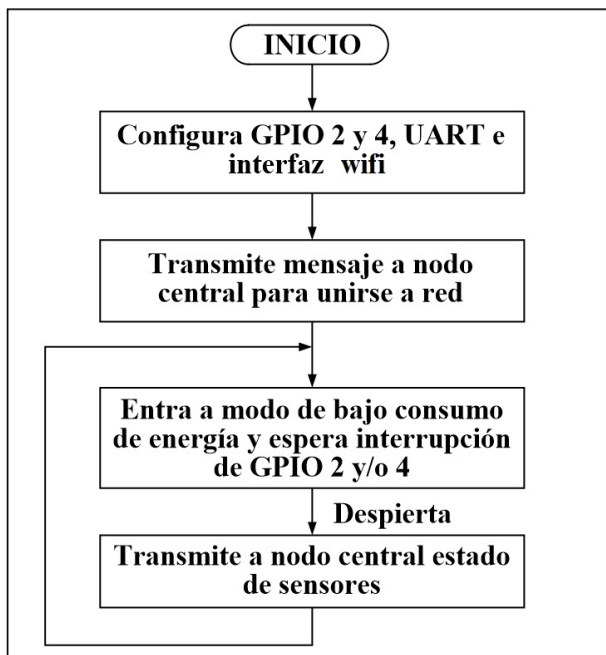 INICIO
Configura GPIO 2 y 4, UART e
interfaz wifi
Transmite mensaje a nodo
central para unirse a red
Entra a modo de bajo consumo
de energía y espera interrupción
de GPIO 2 y/o 4
Despierta
Transmite a nodo central estado
de sensores